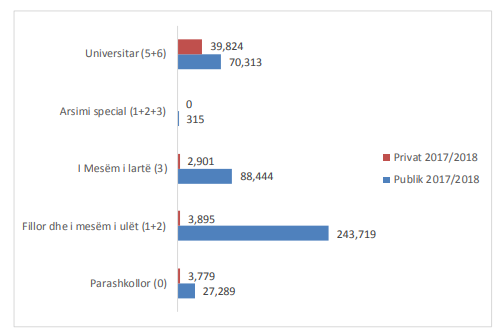 Universitar (5+6)
39,824
70,313
Arsimi special (1+2+3)
0
315
I Mesëm i lartë (3)
2,901
88,444
Privat 2017/2018
Publik 2017/2018
Fillor dhe i mesëm i ulët (1+2)
3,895
243,719
Parashkollor (0)
3,779
27,289